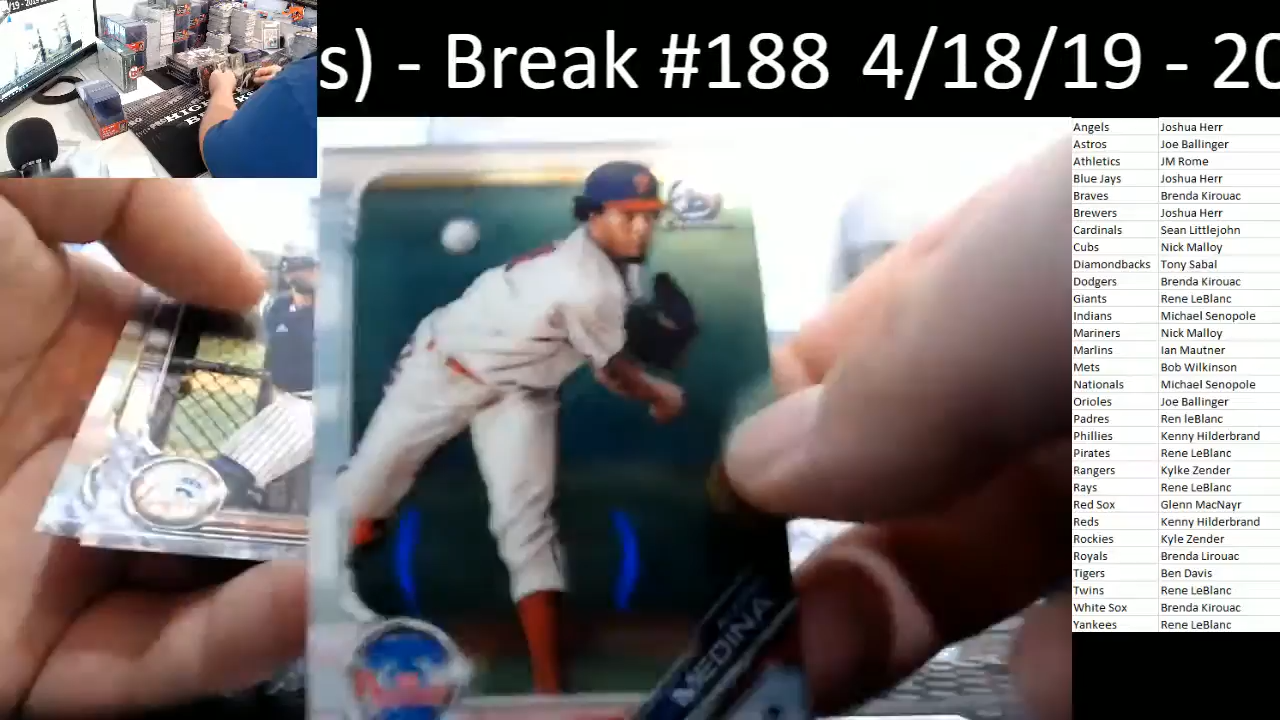 s) - Break #188 4/18/19 - 20
Angels Joshua Herr
Astros Joe Ballinger
Athletics JM Rome
Blue Jays Joshua Herr
Braves Brenda Kirouac
Brewers Joshua Herr
Cardinals Sean Littlejohn
Cubs Nick Malloy
Diamondbacks Tony Sabal
Dodgers Brenda Kirouac
Giants Rene LeBlanc
Indians Michael Senopole
Mariners Nick Malloy
Marlins Ian Mautner
Mets Bob Wilkinson
Nationals Michael Senopole
Orioles Joe Ballinger
Padres Ren leBlanc
Phillies Kenny Hilderbrand
Pirates Rene LeBlanc
Rangers Kylke Zender
Rays Rene LeBlanc
Red Sox Glenn MacNayr
Reds Kenny Hilderbrand
Rockies Kyle Zender
Royals Brenda Lirouac
Tigers Ben Davis
Twins Rene LeBlanc
White Sox Brenda Kirouac
Yankees Rene LeBlanc
MEDINA